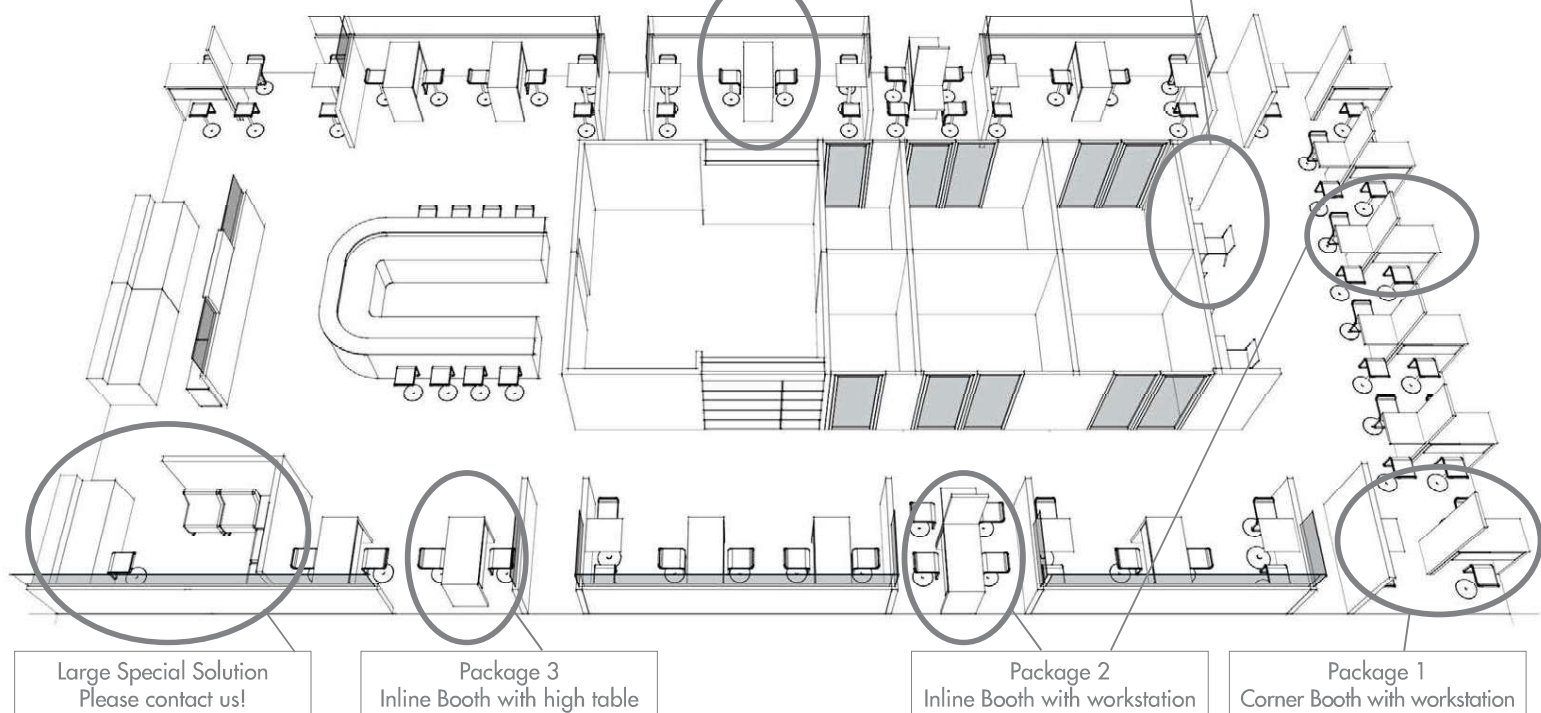 Large Special Solution
Please contact us!
Package 3
Inline Booth with high table
Package 2
Inline Booth with workstation
Package 1
Corner Booth with workstation